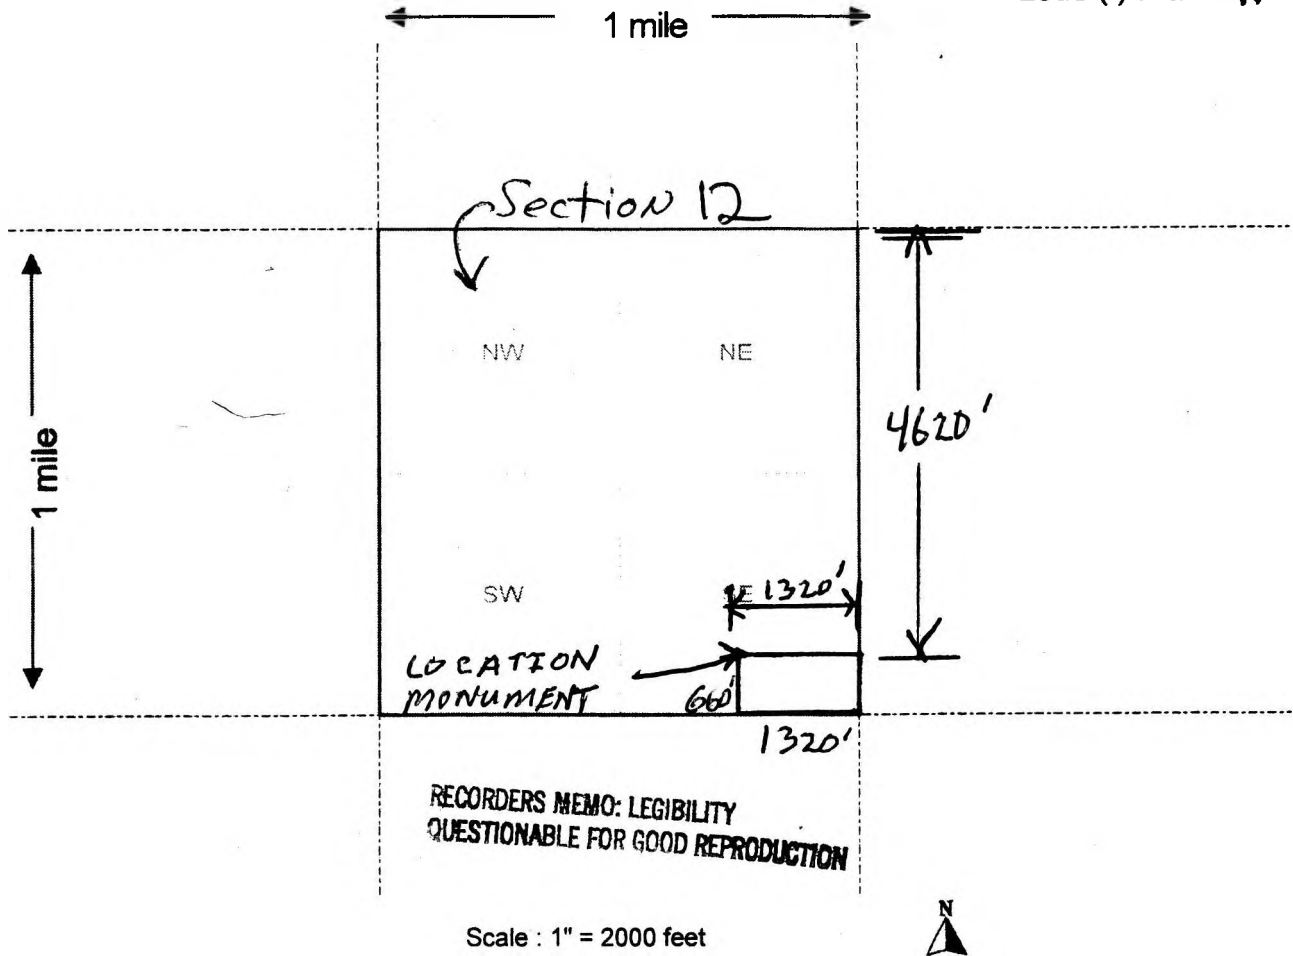 1 mile
Section 12
NW NE
4620'
1 mile
1320'
SW SE
LOCATION
MONUMENT
660'
1320'
RECORDERS MEMO: LEGIBILITY
QUESTIONABLE FOR GOOD REPRODUCTION
Scale : 1" = 2000 feet
N